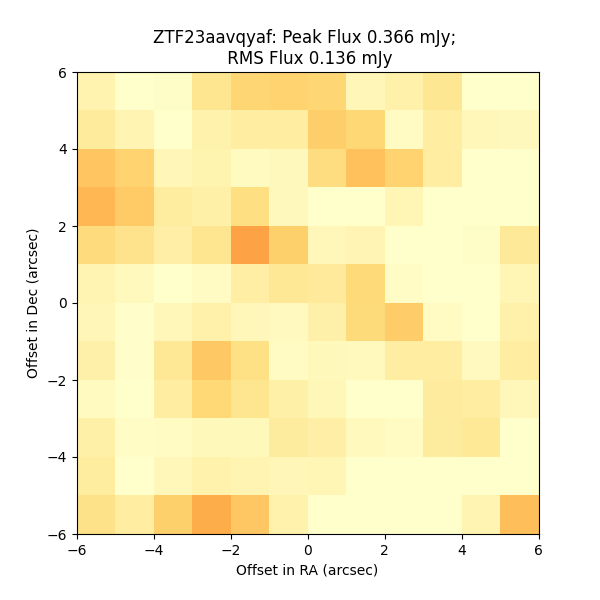 ZTF23aavqyaf: Peak Flux 0.366 mJy;
RMS Flux 0.136 mJy
6
4
2
0
−2
−4
−6
Offset in Dec (arcsec)
−6 −4 −2 0 2 4 6
Offset in RA (arcsec)